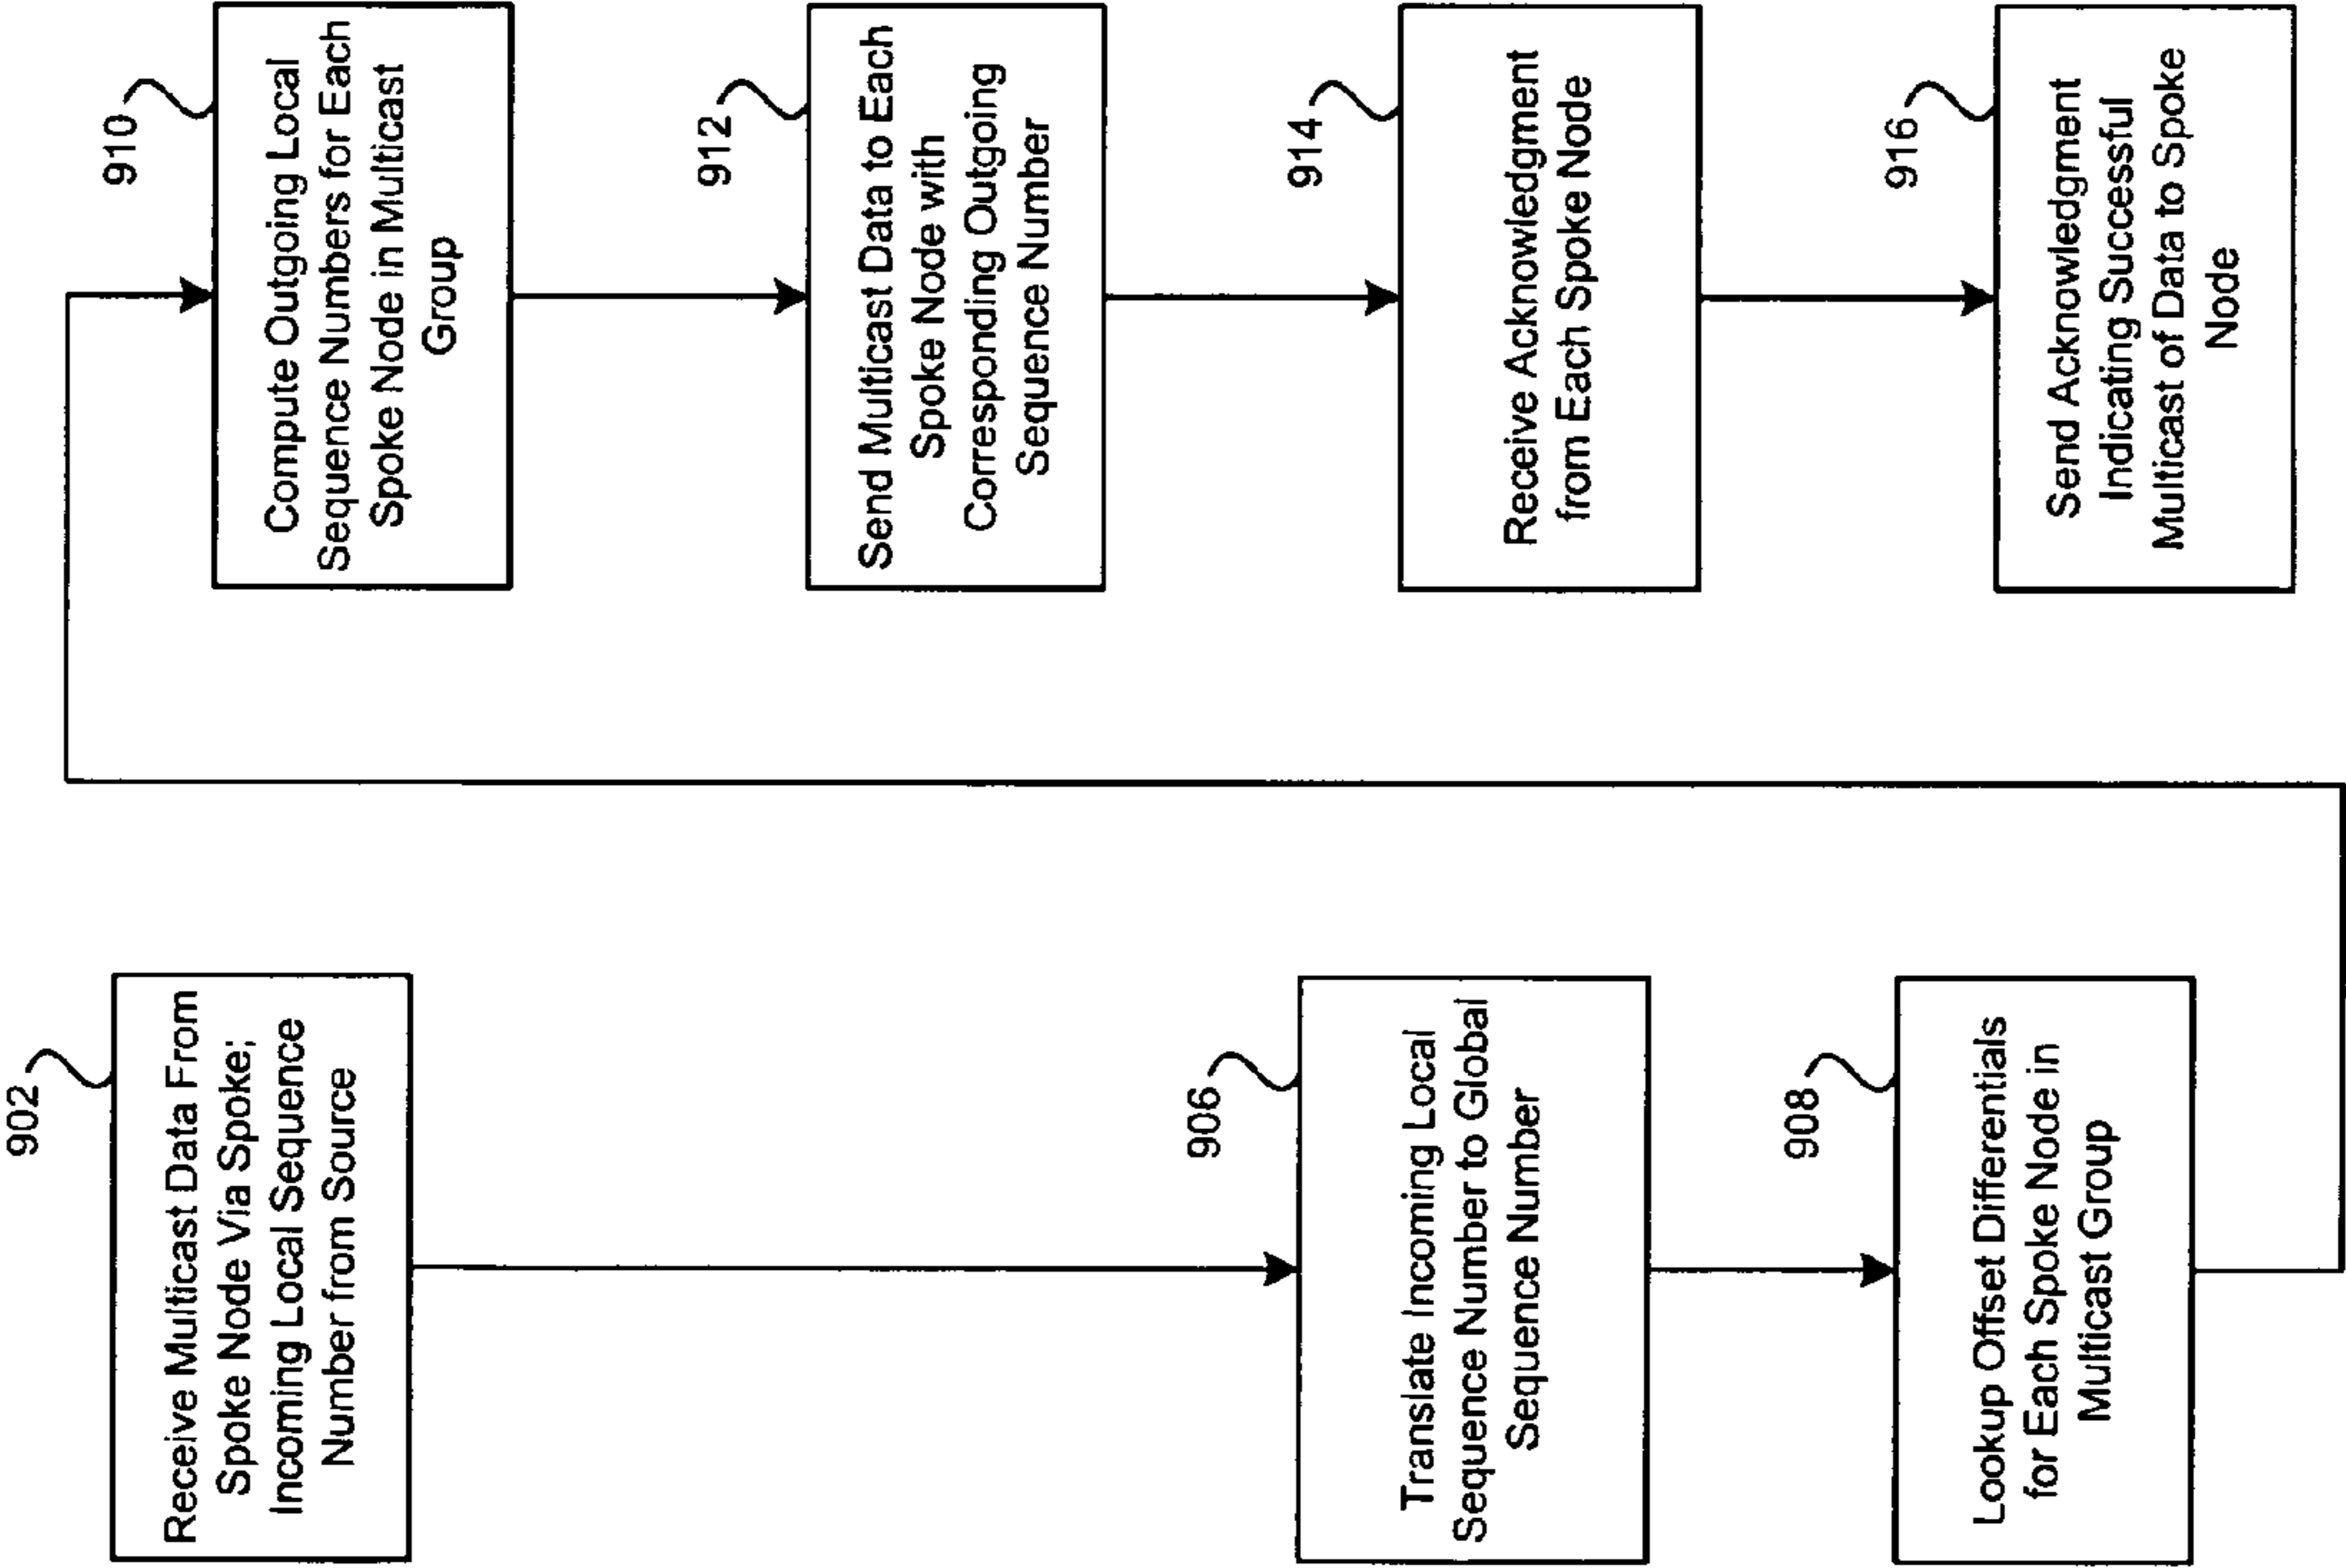 902
Receive Multicast Data From
Spoke Node Via Spoke;
Incoming Local Sequence
Number from Source
906
Translate Incoming Local
Sequence Number to Global
Sequence Number
908
Lookup Offset Differentials
for Each Spoke Node in
Multicast Group
910
Compute Outgoing Local
Sequence Numbers for Each
Spoke Node in Multicast
Group
912
Send Multicast Data to Each
Spoke Node with
Corresponding Outgoing
Sequence Number
914
Receive Acknowledgment
from Each Spoke Node
916
Send Acknowledgment
Indicating Successful
Multicast of Data to Spoke
Node